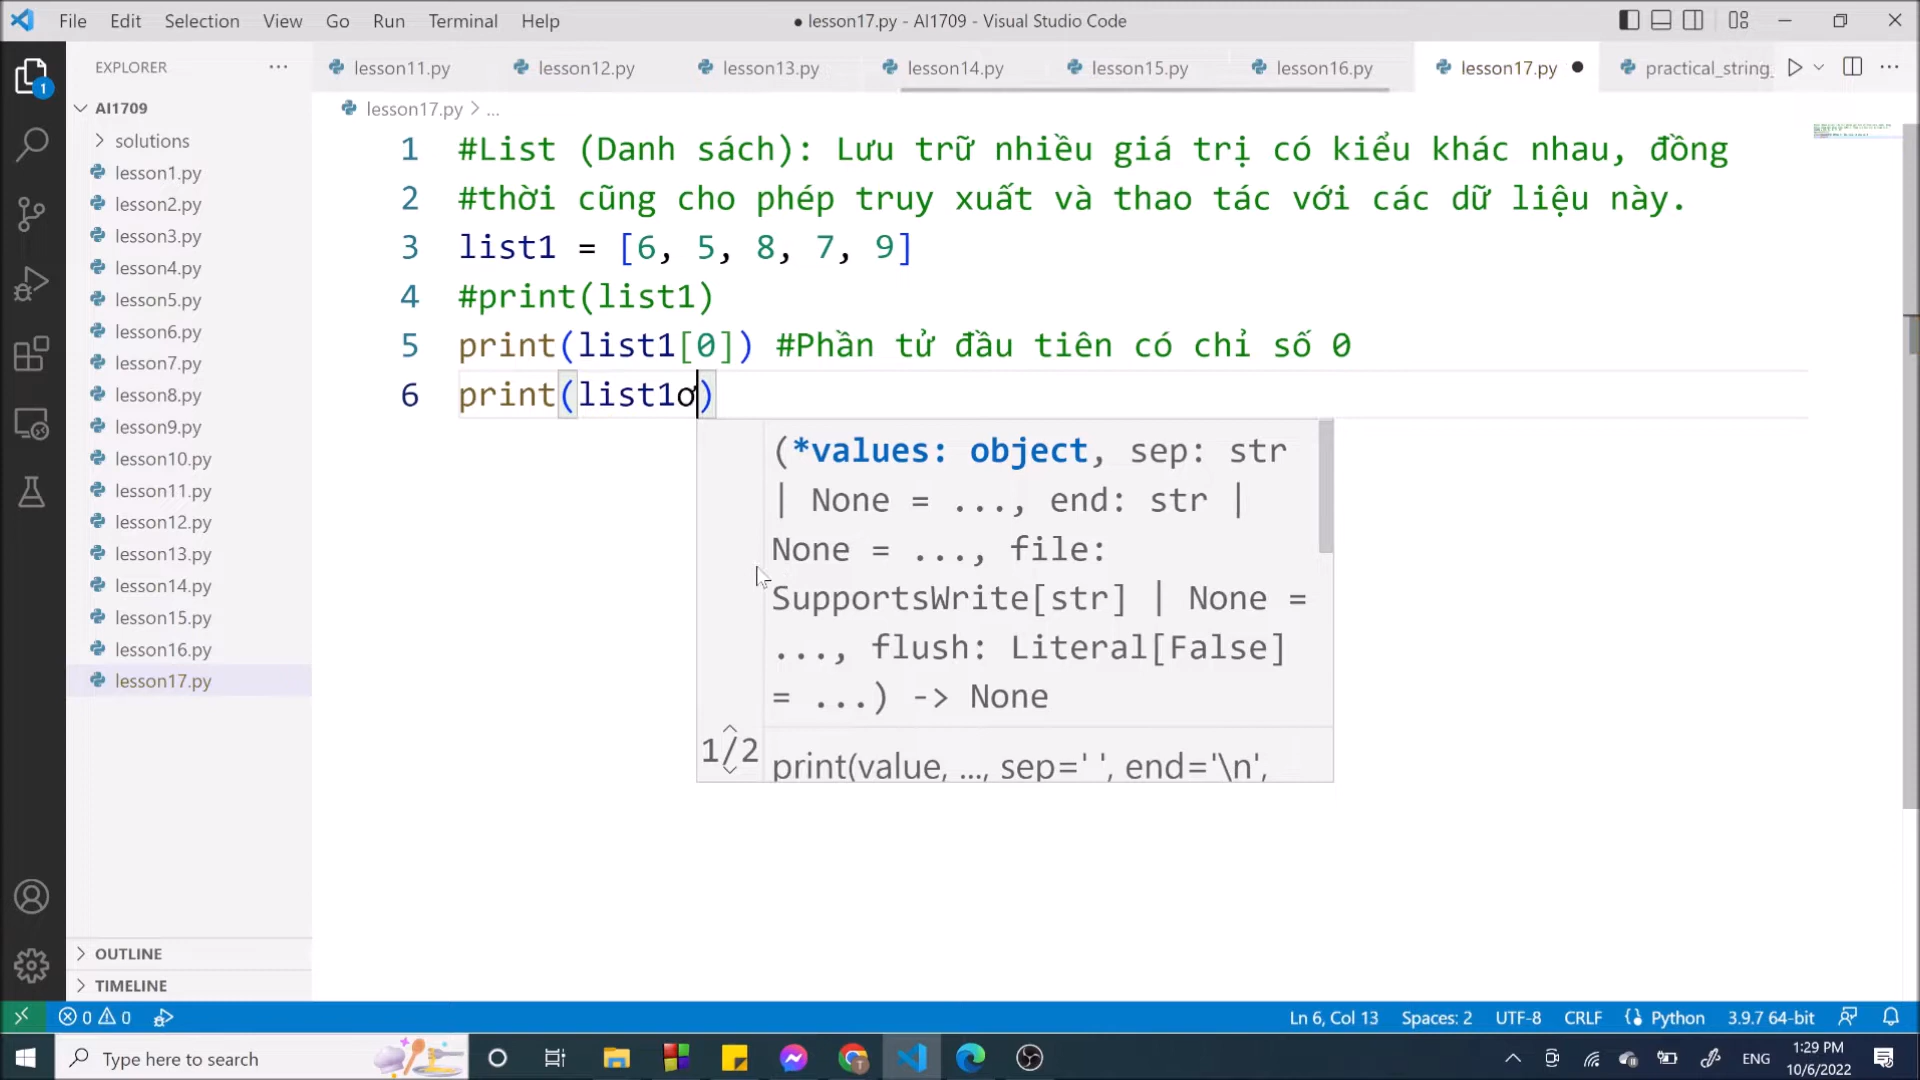 File Edit Selection View Go Run Terminal Help
● lesson17.py - AI1709 - Visual Studio Code
EXPLORER ...
lesson11.py lesson12.py lesson13.py lesson14.py lesson15.py lesson16.py lesson17.py ● practical_string_
AI1709
lesson17.py > ...
solutions
lesson1.py
lesson2.py
lesson3.py
lesson4.py
lesson5.py
lesson6.py
lesson7.py
lesson8.py
lesson9.py
lesson10.py
lesson11.py
lesson12.py
lesson13.py
lesson14.py
lesson15.py
lesson16.py
lesson17.py
OUTLINE
TIMELINE
1
1 #List (Danh sách): Lưu trữ nhiều giá trị có kiểu khác nhau, đồng
2 #thời cũng cho phép truy xuất và thao tác với các dữ liệu này.
3 list1 = [6, 5, 8, 7, 9]
4 #print(list1)
5 print(list1[0]) #Phần tử đầu tiên có chỉ số 0
6 print(list1ơ)
(*values: object, sep: str
| None = ..., end: str |
None = ..., file:
SupportsWrite[str] | None =
..., flush: Literal[False]
= ...) -> None
1/2
print(value, ..., sep=' ', end='\n',
0 0 Ln 6, Col 13 Spaces: 2 UTF-8 CRLF Python 3.9.7 64-bit
Type here to search
ENG
1:29 PM
10/6/2022